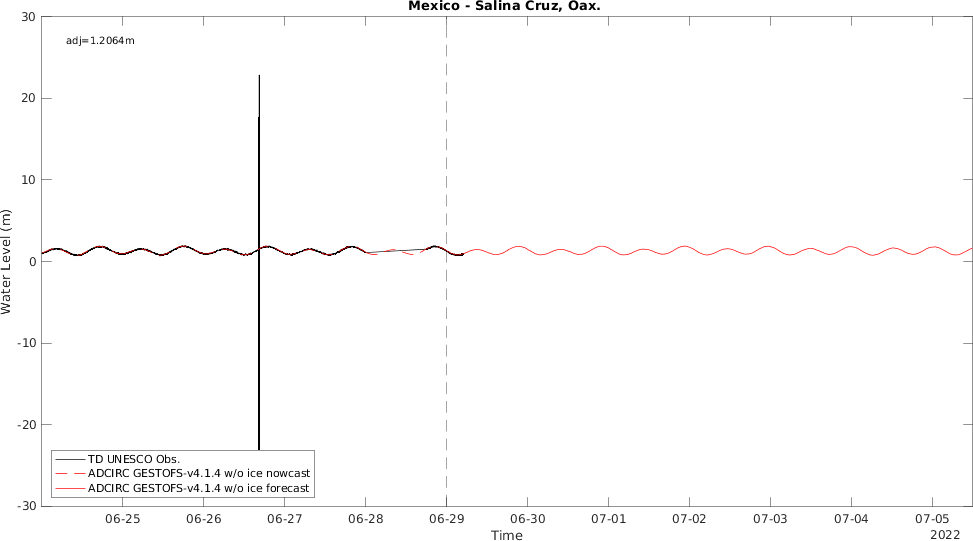 Mexico - Salina Cruz, Oax.
adj=1.2064m
30
20
10
0
-10
-20
-30
Water Level (m)
TD UNESCO Obs.
ADCIRC GESTOFS-v4.1.4 w/o ice nowcast
ADCIRC GESTOFS-v4.1.4 w/o ice forecast
06-25 06-26 06-27 06-28 06-29 06-30 07-01 07-02 07-03 07-04 07-05
Time
2022